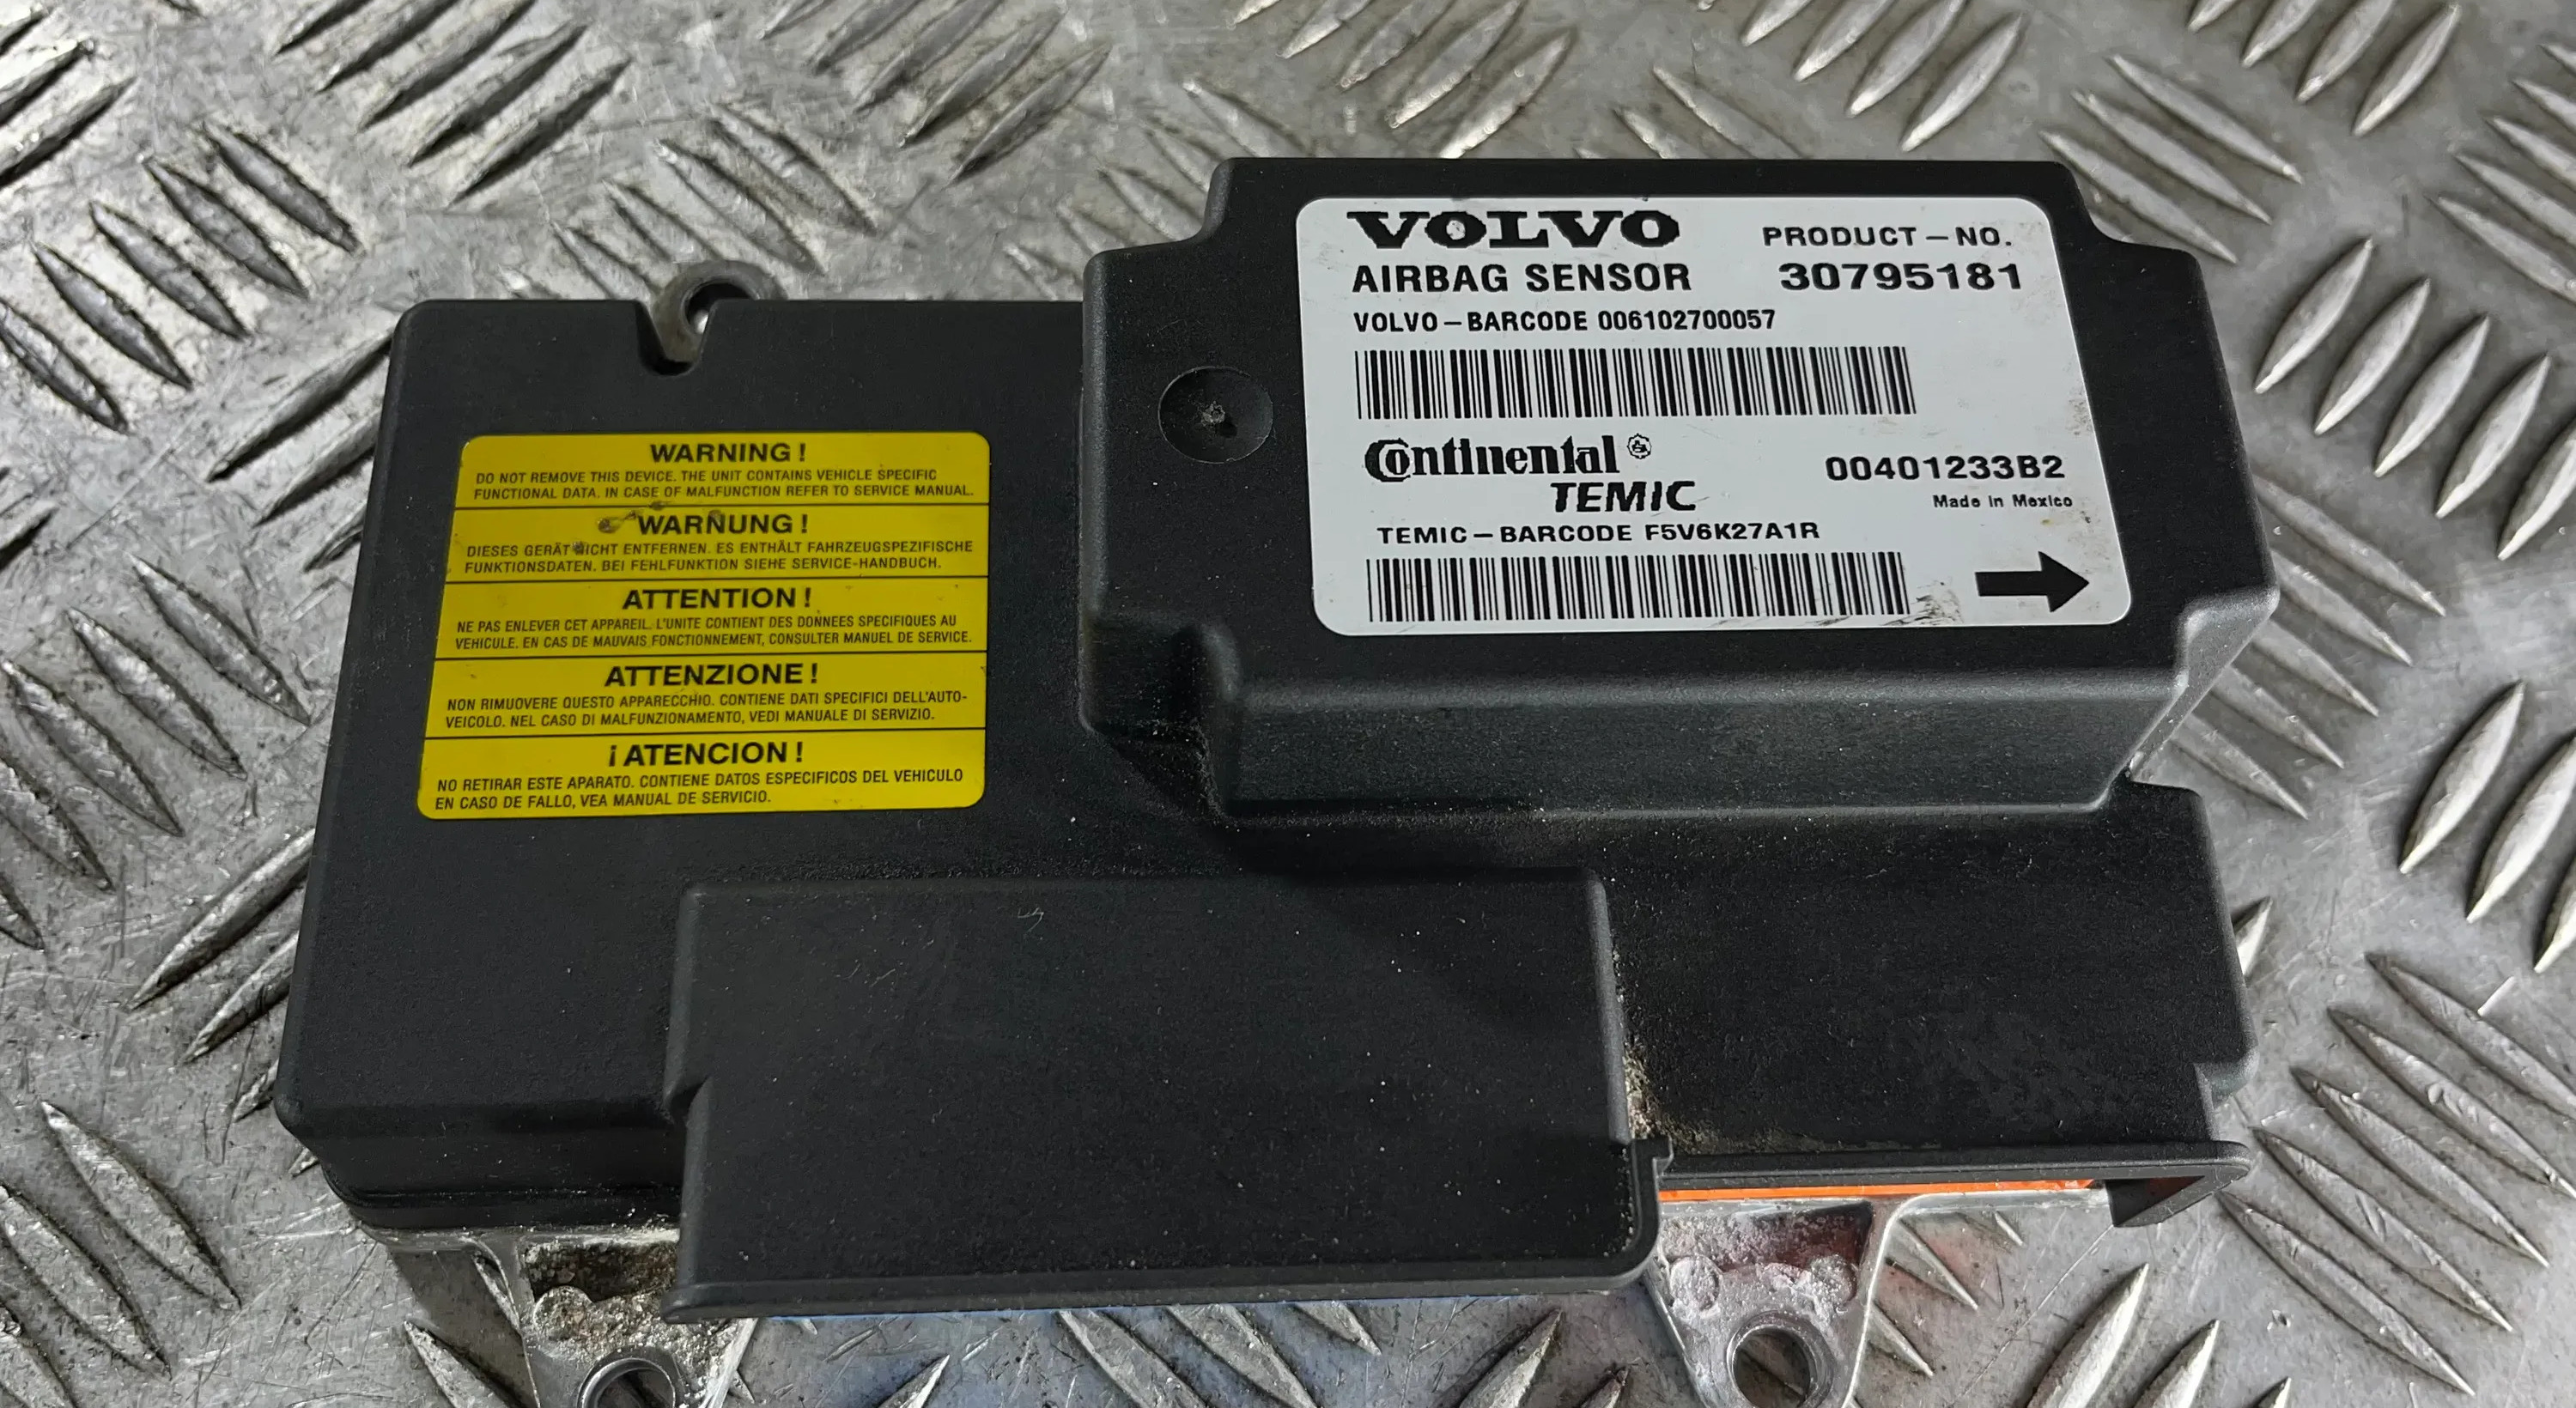 VOLVO
PRODUCT – NO.
AIRBAG SENSOR
30795181
VOLVO – BARCODE 006102700057
Continental ®
TEMIC
00401233B2
Made in Mexico
TEMIC – BARCODE F5V6K27A1R
WARNING !
DO NOT REMOVE THIS DEVICE. THE UNIT CONTAINS VEHICLE SPECIFIC
FUNCTIONAL DATA. IN CASE OF MALFUNCTION REFER TO SERVICE MANUAL.
WARNUNG !
DIESES GERÄT NICHT ENTFERNEN. ES ENTHÄLT FAHRZEUGSPEZIFISCHE
FUNKTIONSDATEN. BEI FEHLFUNKTION SIEHE SERVICE-HANDBUCH.
ATTENTION !
NE PAS ENLEVER CET APPAREIL. L'UNITE CONTIENT DES DONNEES SPECIFIQUES AU
VEHICULE. EN CAS DE MAUVAIS FONCTIONNEMENT, CONSULTER MANUEL DE SERVICE.
ATTENZIONE !
NON RIMUOVERE QUESTO APPARECCHIO. CONTIENE DATI SPECIFICI DELL'AUTO-
VEICOLO. NEL CASO DI MALFUNZIONAMENTO, VEDI MANUALE DI SERVIZIO.
¡ ATENCION !
NO RETIRAR ESTE APARATO. CONTIENE DATOS ESPECIFICOS DEL VEHICULO
EN CASO DE FALLO, VEA MANUAL DE SERVICIO.